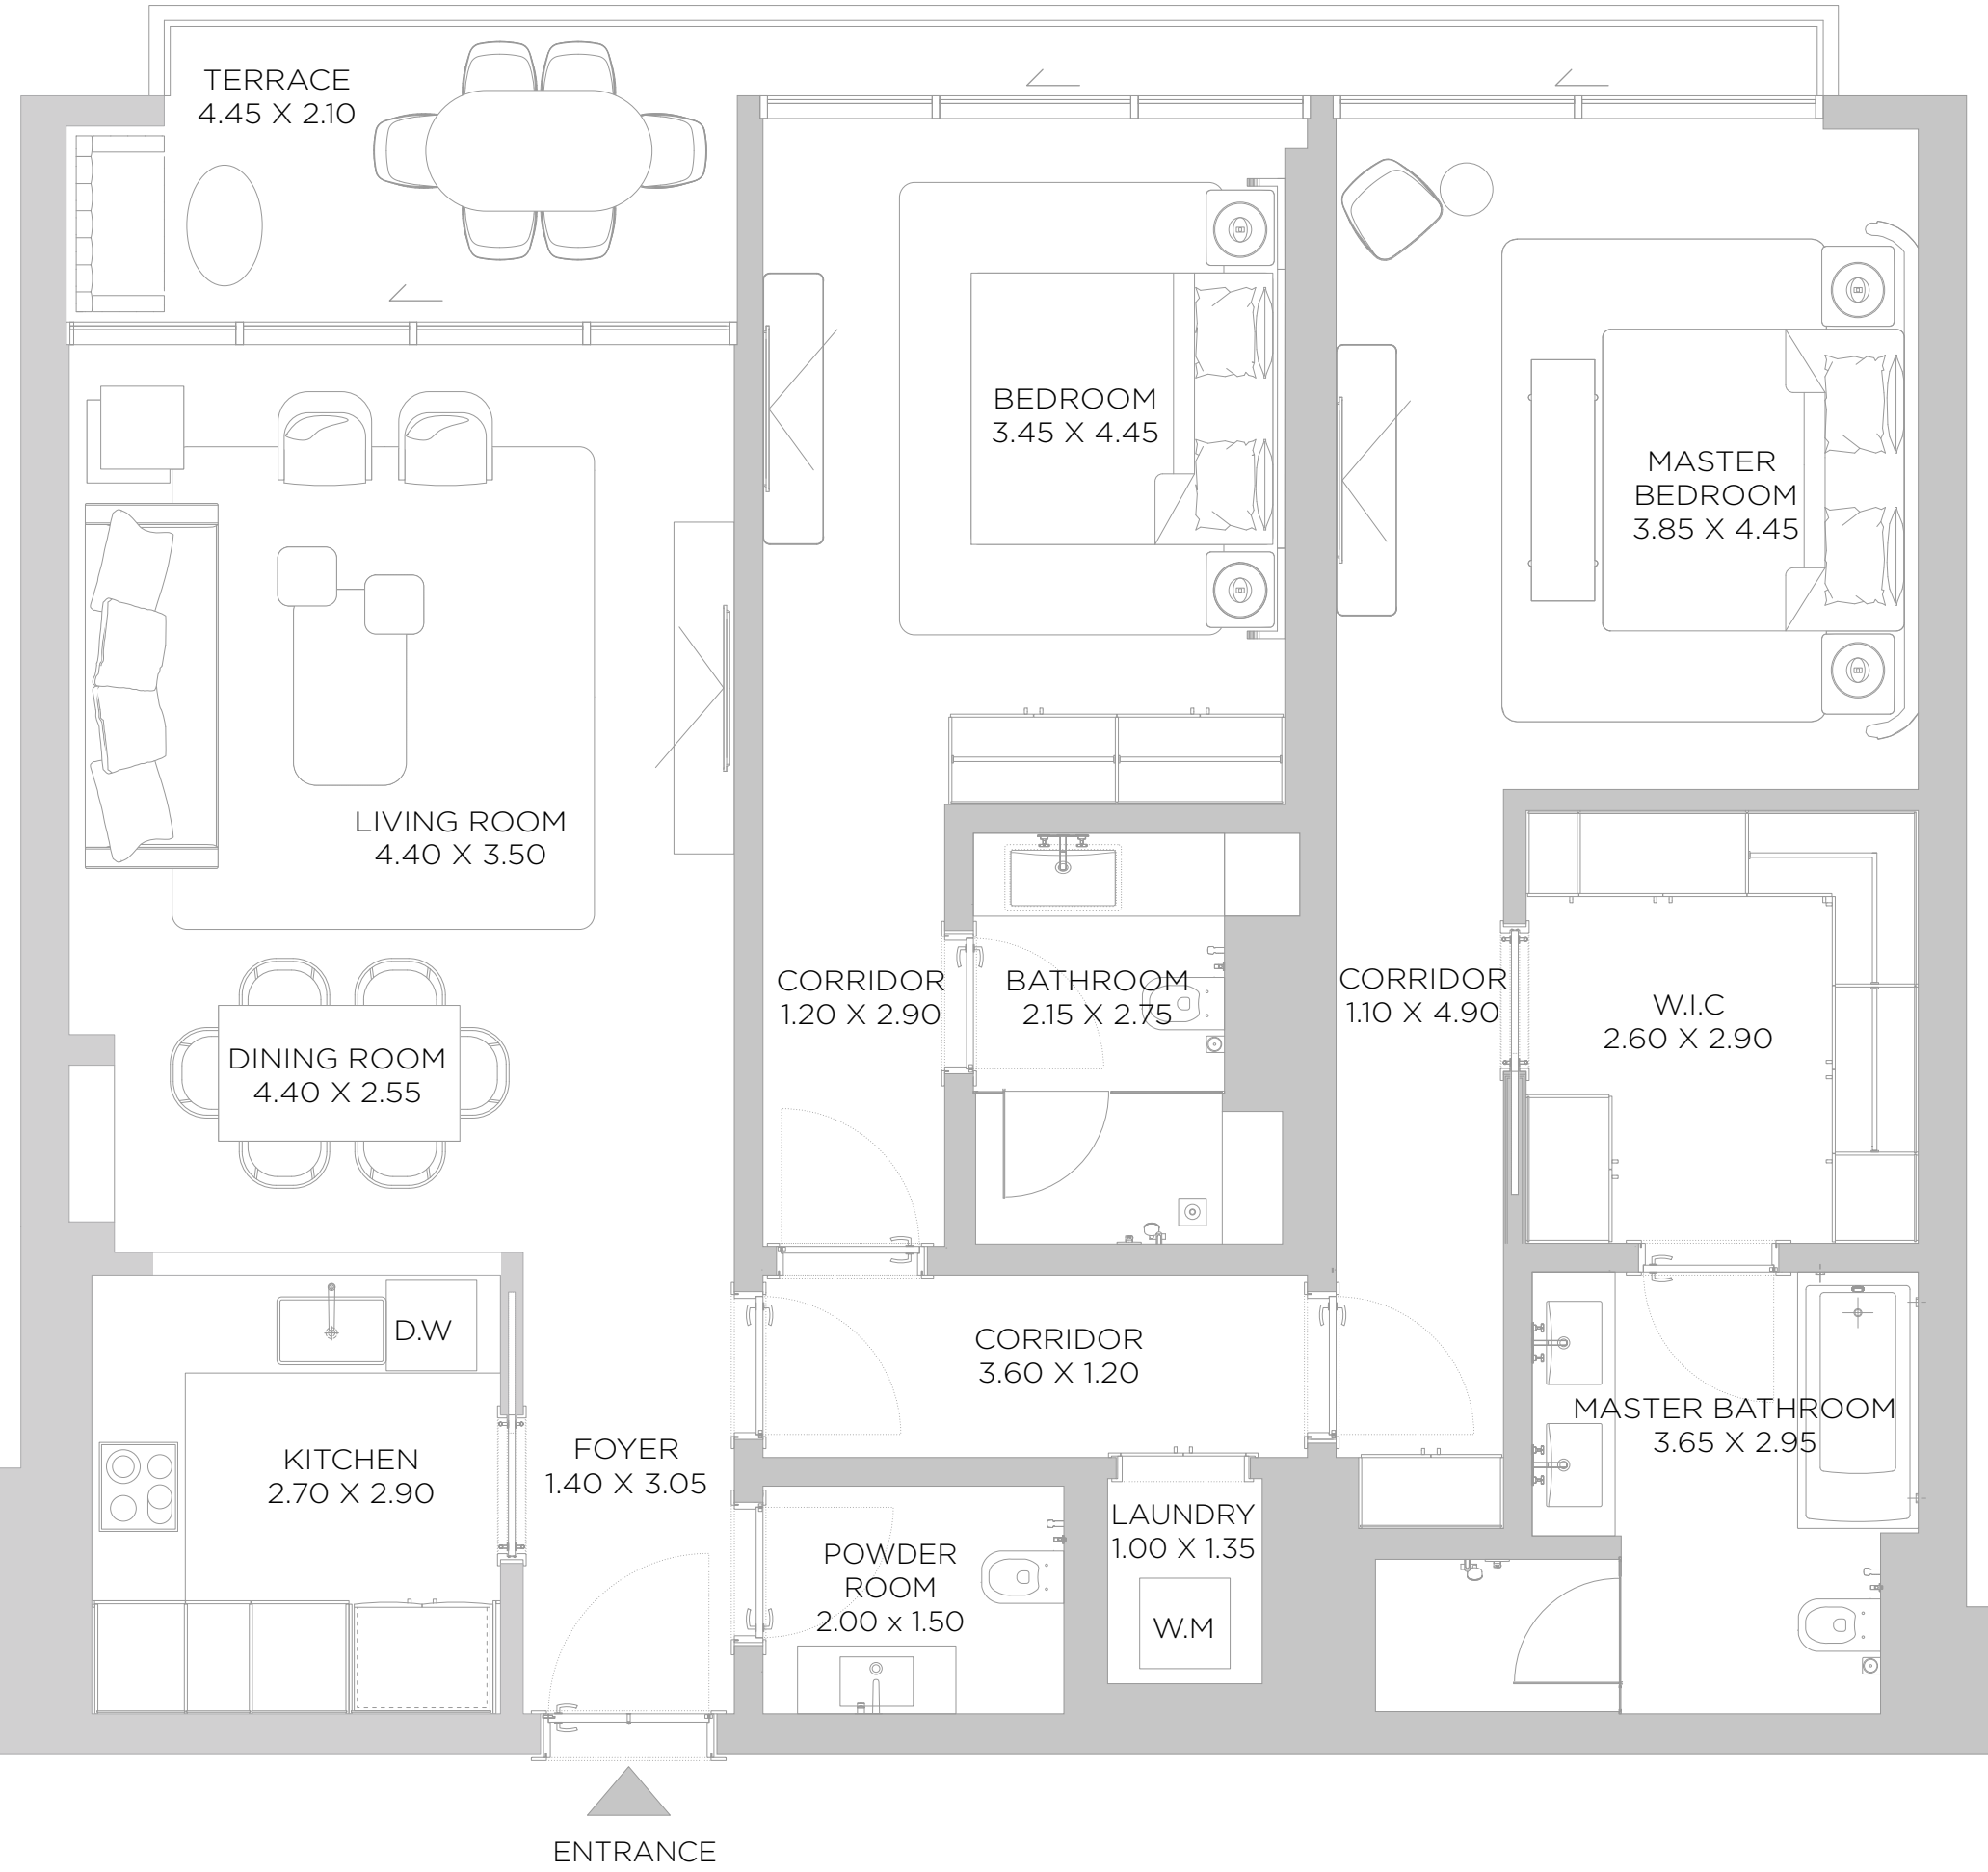 TERRACE
4.45 X 2.10
BEDROOM
3.45 X 4.45
MASTER
BEDROOM
3.85 X 4.45
LIVING ROOM
4.40 X 3.50
CORRIDOR
1.20 X 2.90
BATHROOM
2.15 X 2.75
CORRIDOR
1.10 X 4.90
W.I.C
2.60 X 2.90
DINING ROOM
4.40 X 2.55
D.W
CORRIDOR
3.60 X 1.20
MASTER BATHROOM
3.65 X 2.95
KITCHEN
2.70 X 2.90
FOYER
1.40 X 3.05
LAUNDRY
1.00 X 1.35
POWDER
ROOM
2.00 x 1.50
W.M
ENTRANCE